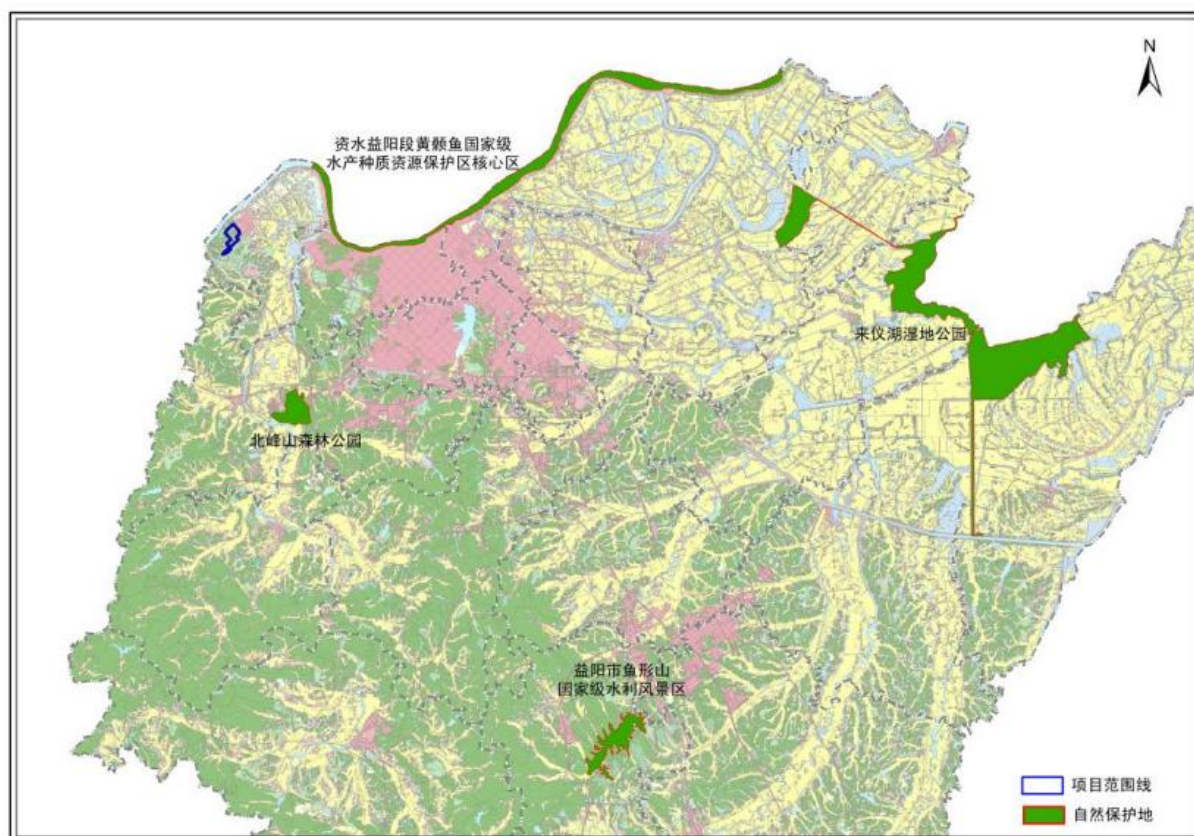 N
资水益阳段黄颡鱼国家级
水产种质资源保护区核心区
来仪湖湿地公园
北峰山森林公园
益阳市鱼形山
国家级水利风景区
项目范围线
自然保护地